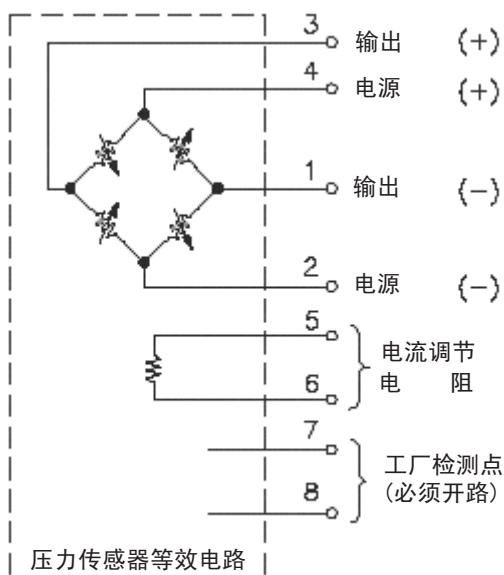 3 输出 (+)
4 电源 (+)
1 输出 (-)
2 电源 (-)
5
电流调节
电 阻
6
7
工厂检测点
(必须开路)
8
压力传感器等效电路